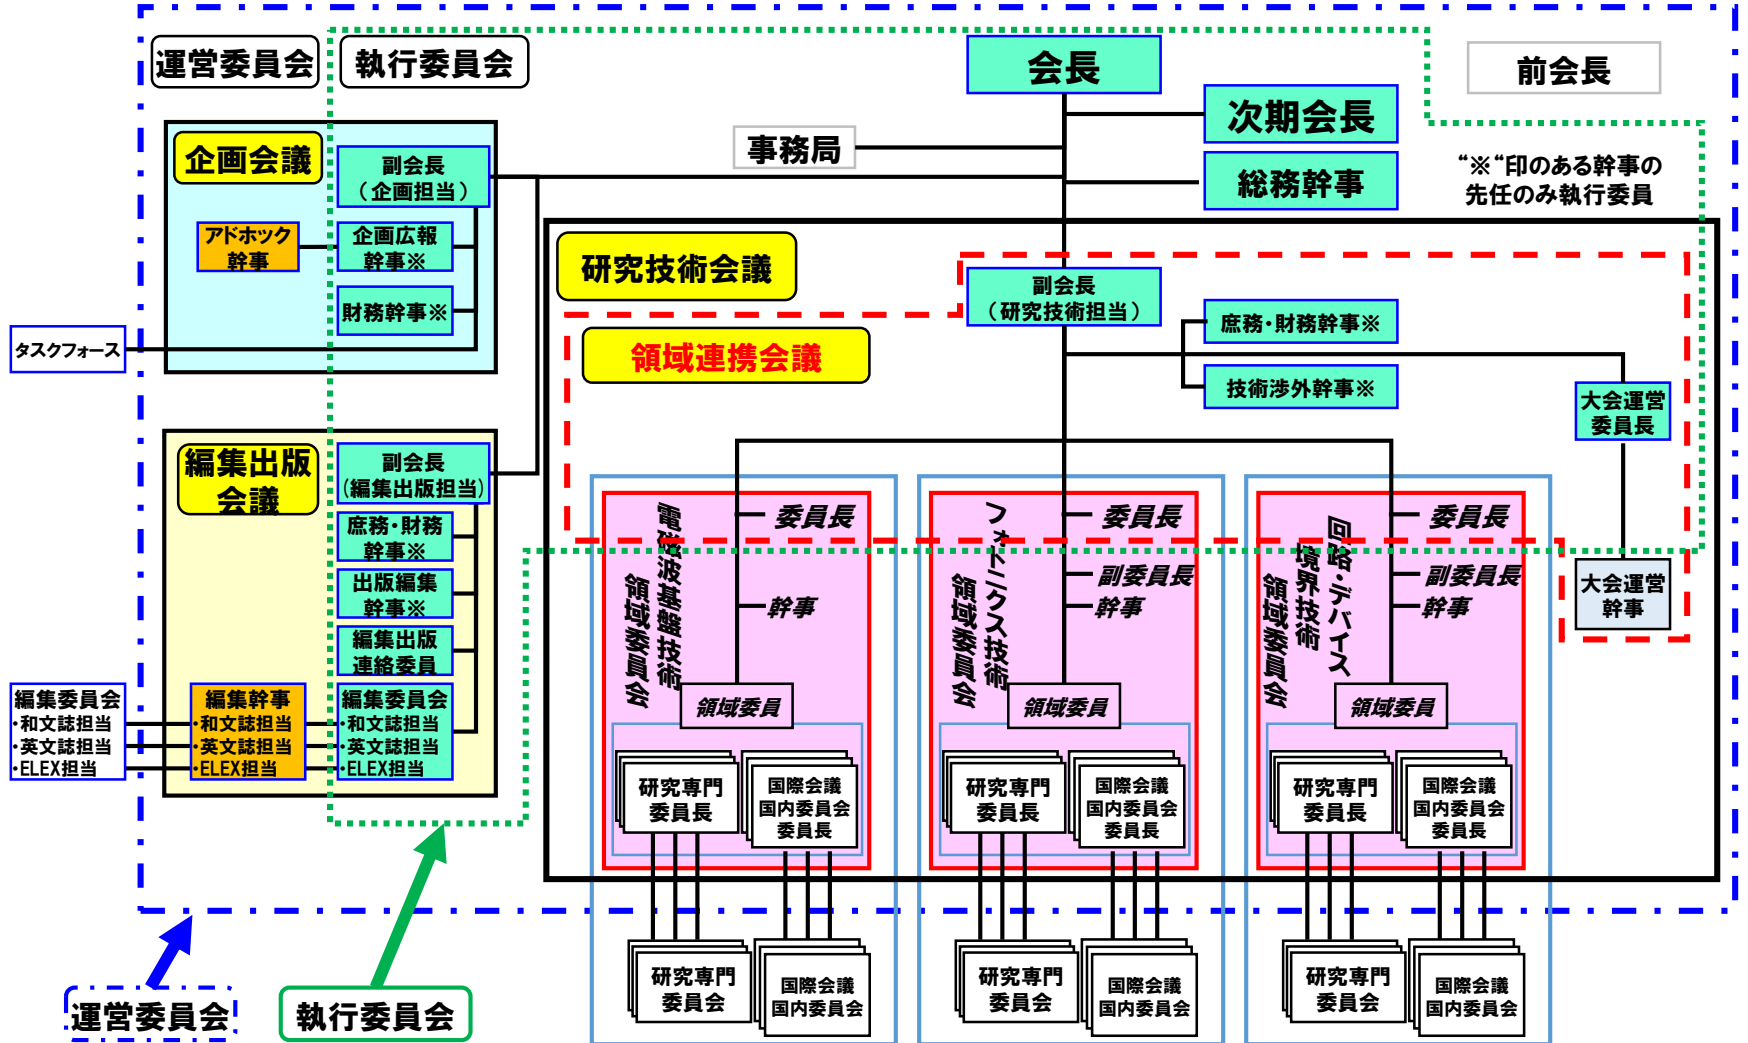 運営委員会
執行委員会
会長
前会長
次期会長
事務局
総務幹事
“※“印のある幹事の
先任のみ執行委員
企画会議
副会長
（企画担当）
アドホック
幹事
企画広報
幹事※
財務幹事※
タスクフォース
研究技術会議
副会長
（研究技術担当）
領域連携会議
庶務・財務幹事※
技術渉外幹事※
大会運営
委員長
大会運営
幹事
編集出版
会議
副会長
（編集出版担当）
庶務・財務
幹事※
出版編集
幹事※
編集出版
連絡委員
編集委員会
・和文誌担当
・英文誌担当
・ELEX担当
編集幹事
・和文誌担当
・英文誌担当
・ELEX担当
編集委員会
・和文誌担当
・英文誌担当
・ELEX担当
電磁波基盤技術
領域委員会
委員長
幹事
領域委員
研究専門
委員長
国際会議
国内委員会
委員長
研究専門
委員会
国際会議
国内委員会
フォトニクス技術
領域委員会
委員長
副委員長
幹事
領域委員
研究専門
委員長
国際会議
国内委員会
委員長
研究専門
委員会
国際会議
国内委員会
回路・デバイス
境界技術
領域委員会
委員長
副委員長
幹事
領域委員
研究専門
委員長
国際会議
国内委員会
委員長
研究専門
委員会
国際会議
国内委員会
運営委員会
執行委員会